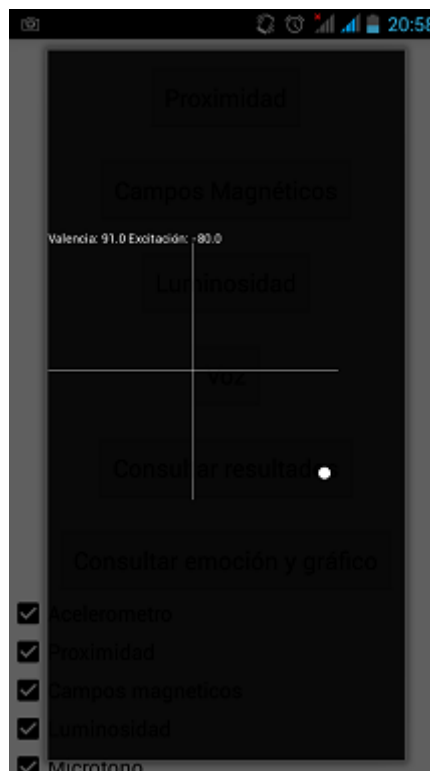 20:58
Proximidad
Campos Magnéticos
Valencia: 91.0 Excitación: -80.0
Luminosidad
Voz
Consultar resultados
Consultar emoción y gráfico
Acelerometro
Proximidad
Campos magneticos
Luminosidad
Microfono